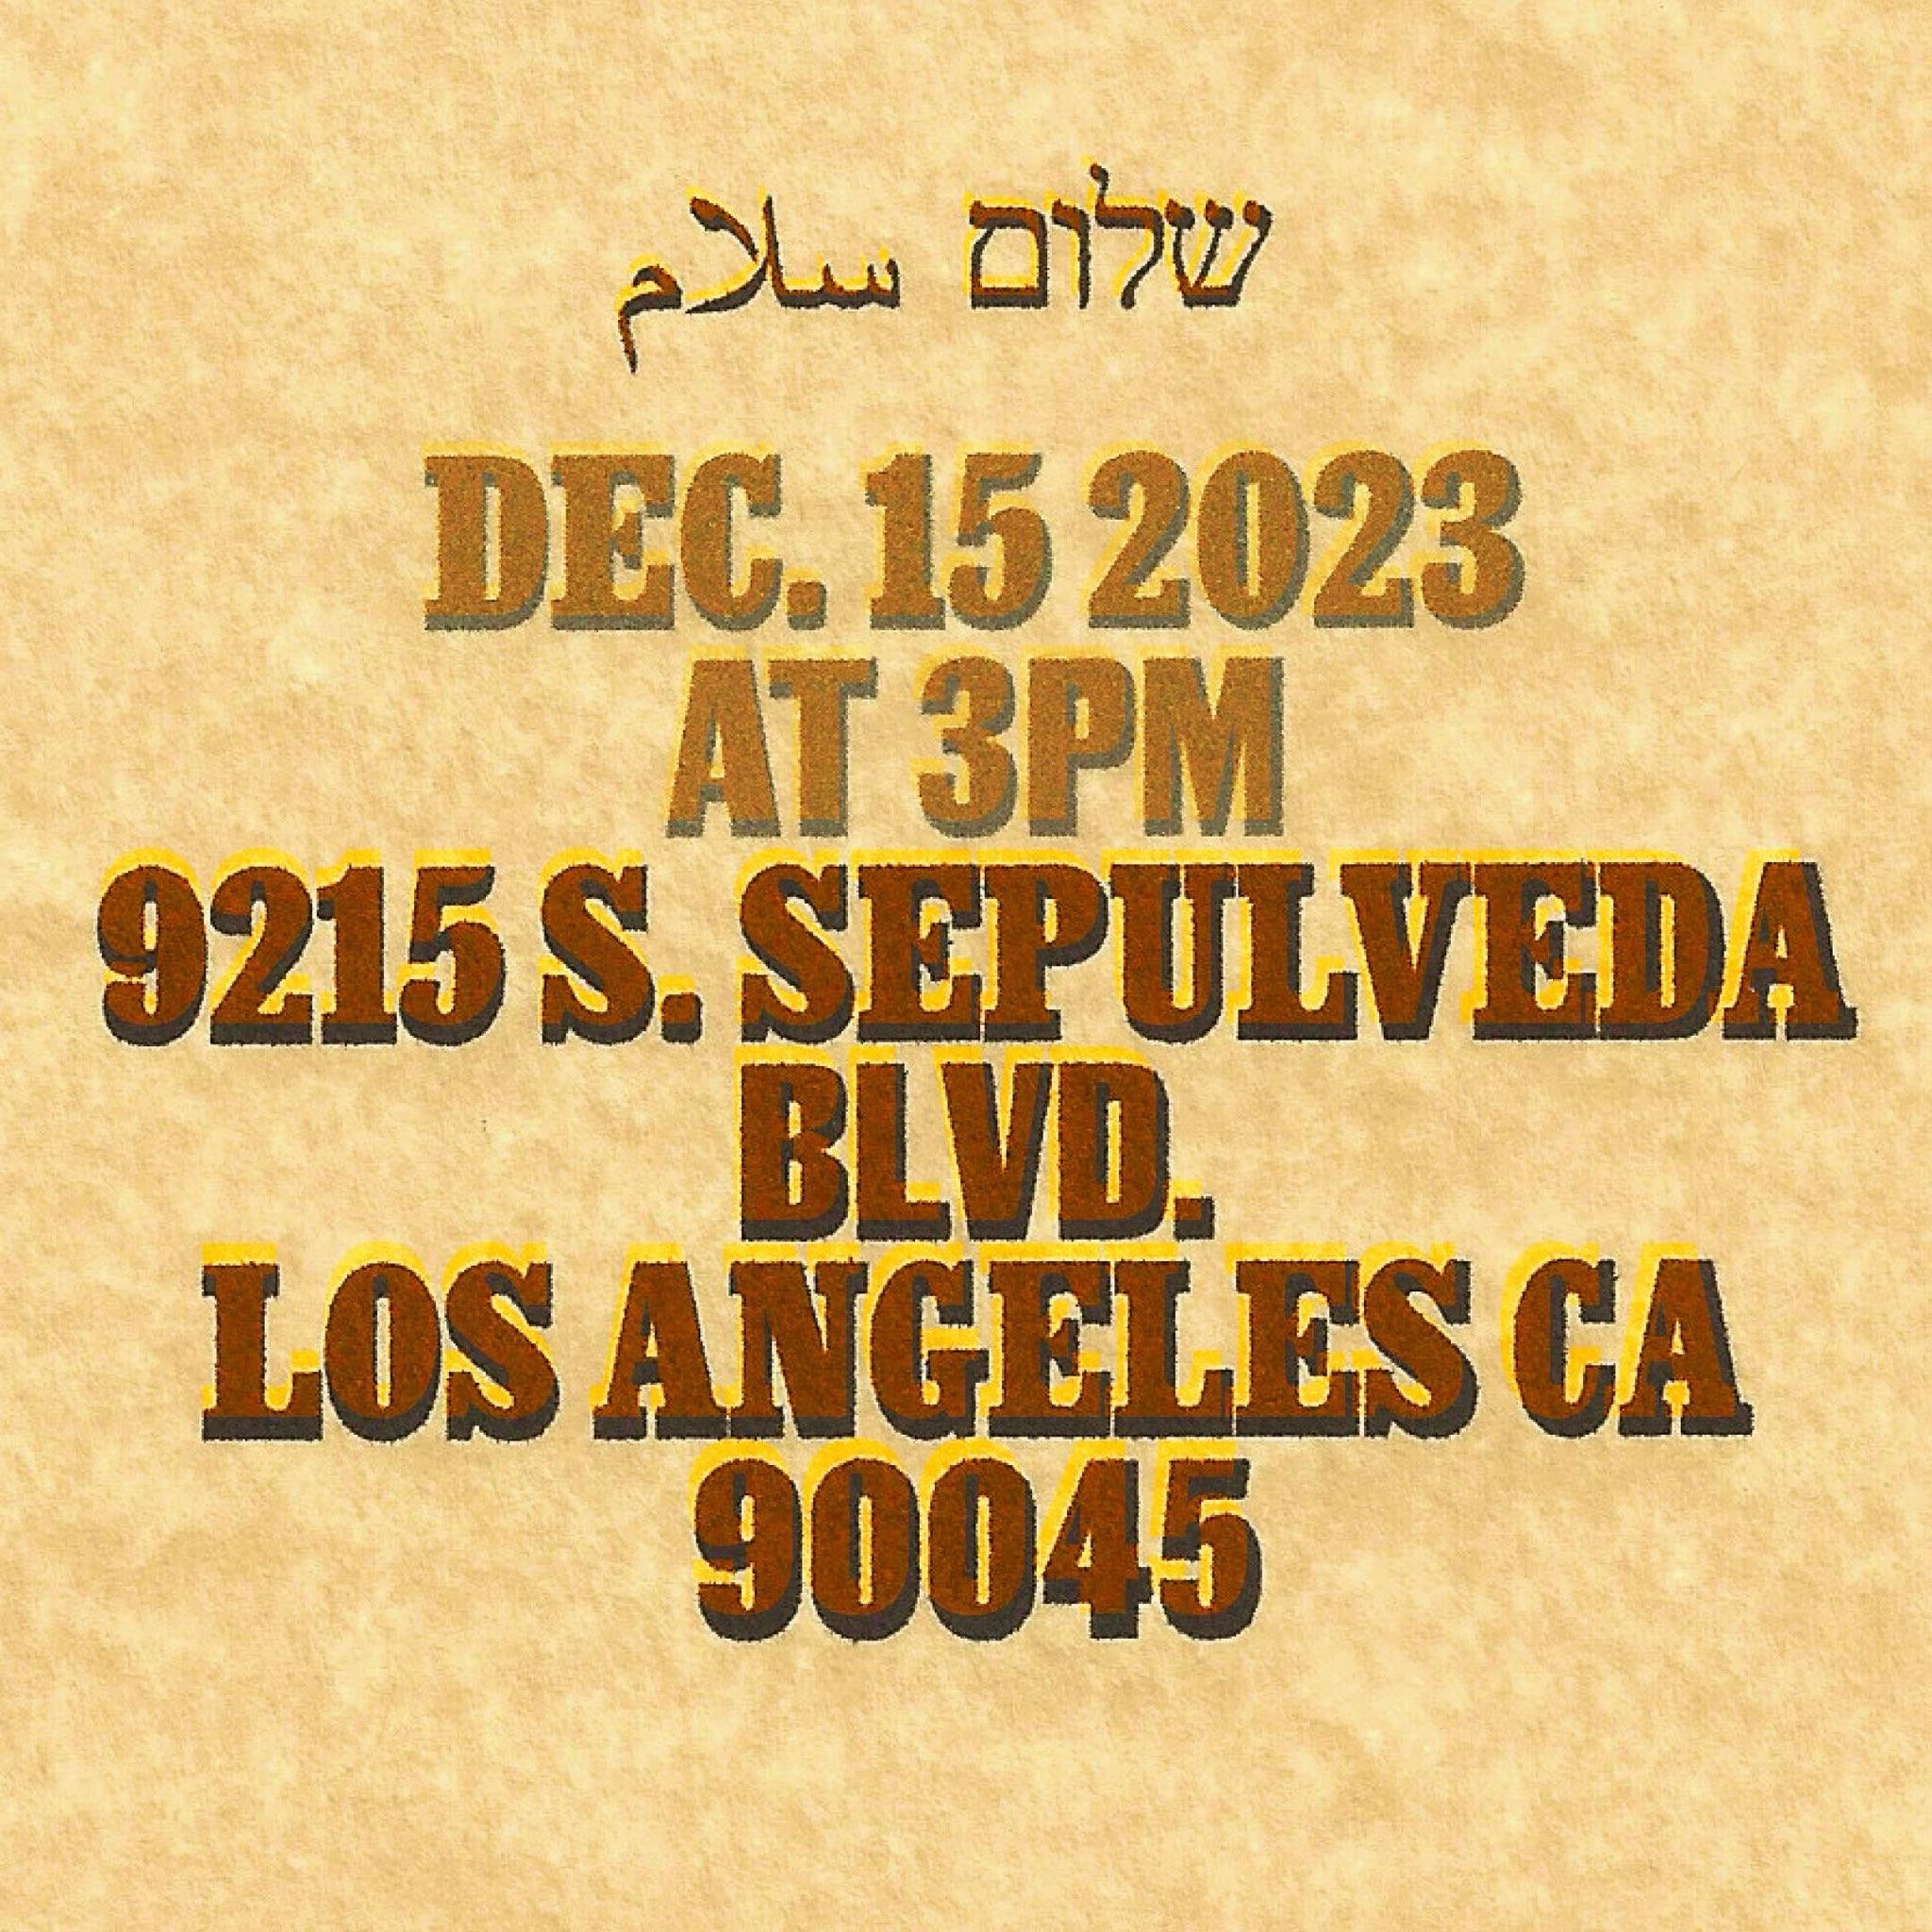 שלום سلام
DEC. 15 2023
AT 3PM
9215 S. SEPULVEDA
BLVD.
LOS ANGELES CA
90045